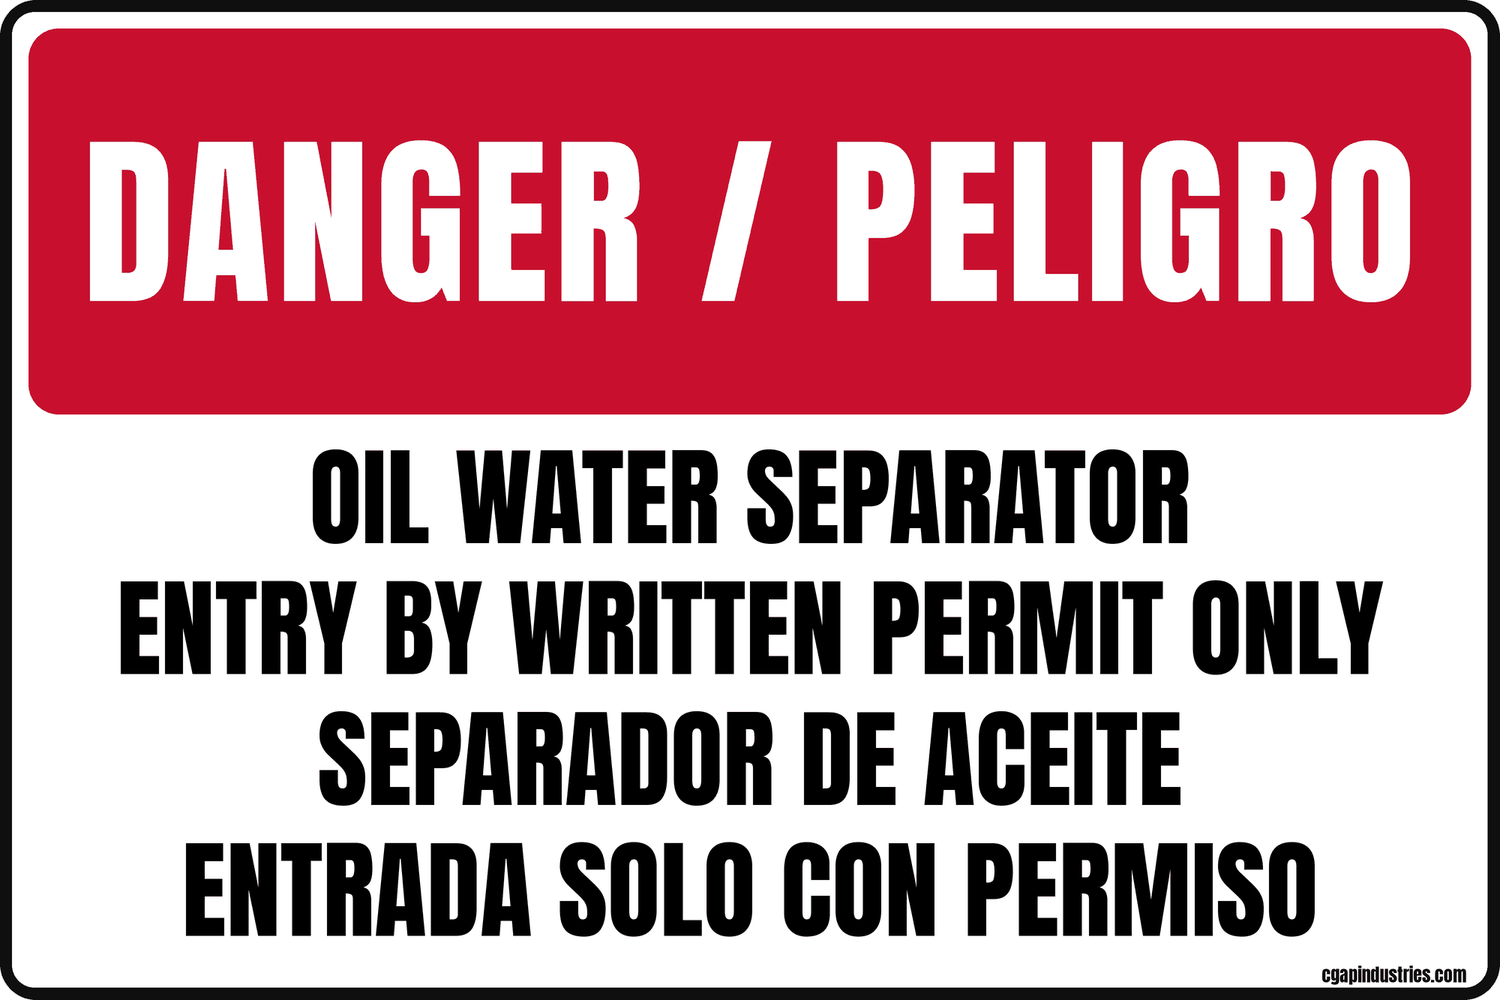 DANGER / PELIGRO
OIL WATER SEPARATOR
ENTRY BY WRITTEN PERMIT ONLY
SEPARADOR DE ACEITE
ENTRADA SOLO CON PERMISO
cgapindustries.com